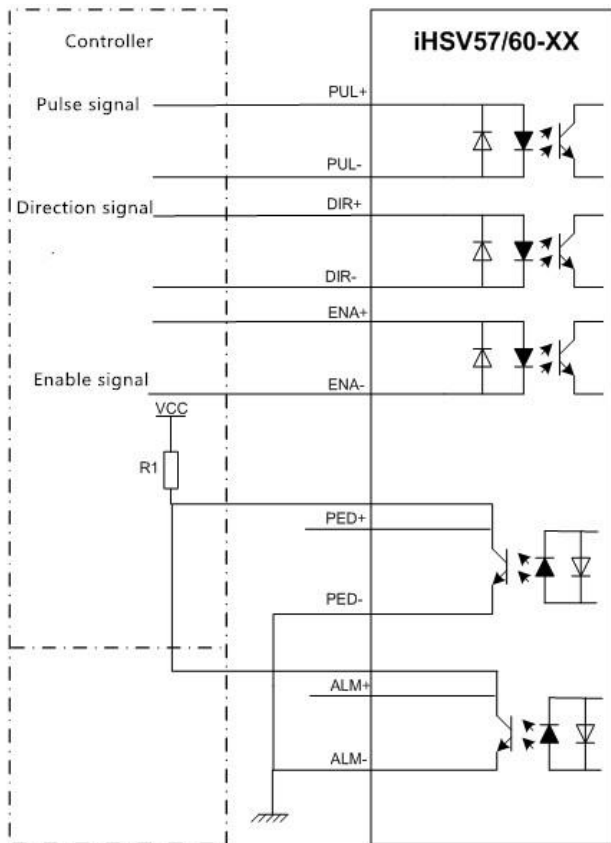 Controller
iHSV57/60-XX
PUL+
Pulse signal
PUL-
Direction signal
DIR+
DIR-
ENA+
Enable signal
ENA-
VCC
R1
PED+
PED-
ALM+
ALM-